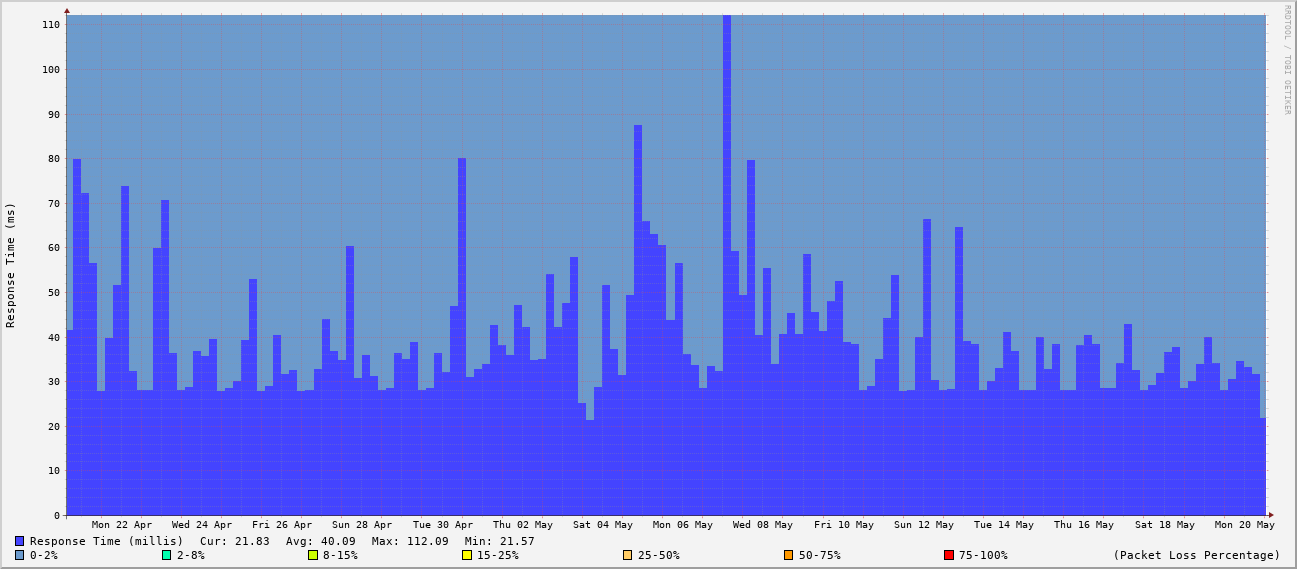 RRDTOOL / TOBI OETIKER
Response Time (ms)
110
100
90
80
70
60
50
40
30
20
10
0
Mon 22 Apr Wed 24 Apr Fri 26 Apr Sun 28 Apr Tue 30 Apr Thu 02 May Sat 04 May Mon 06 May Wed 08 May Fri 10 May Sun 12 May Tue 14 May Thu 16 May Sat 18 May Mon 20 May
Response Time (millis) Cur: 21.83 Avg: 40.09 Max: 112.09 Min: 21.57
0-2% 2-8% 8-15% 15-25% 25-50% 50-75% 75-100% (Packet Loss Percentage)